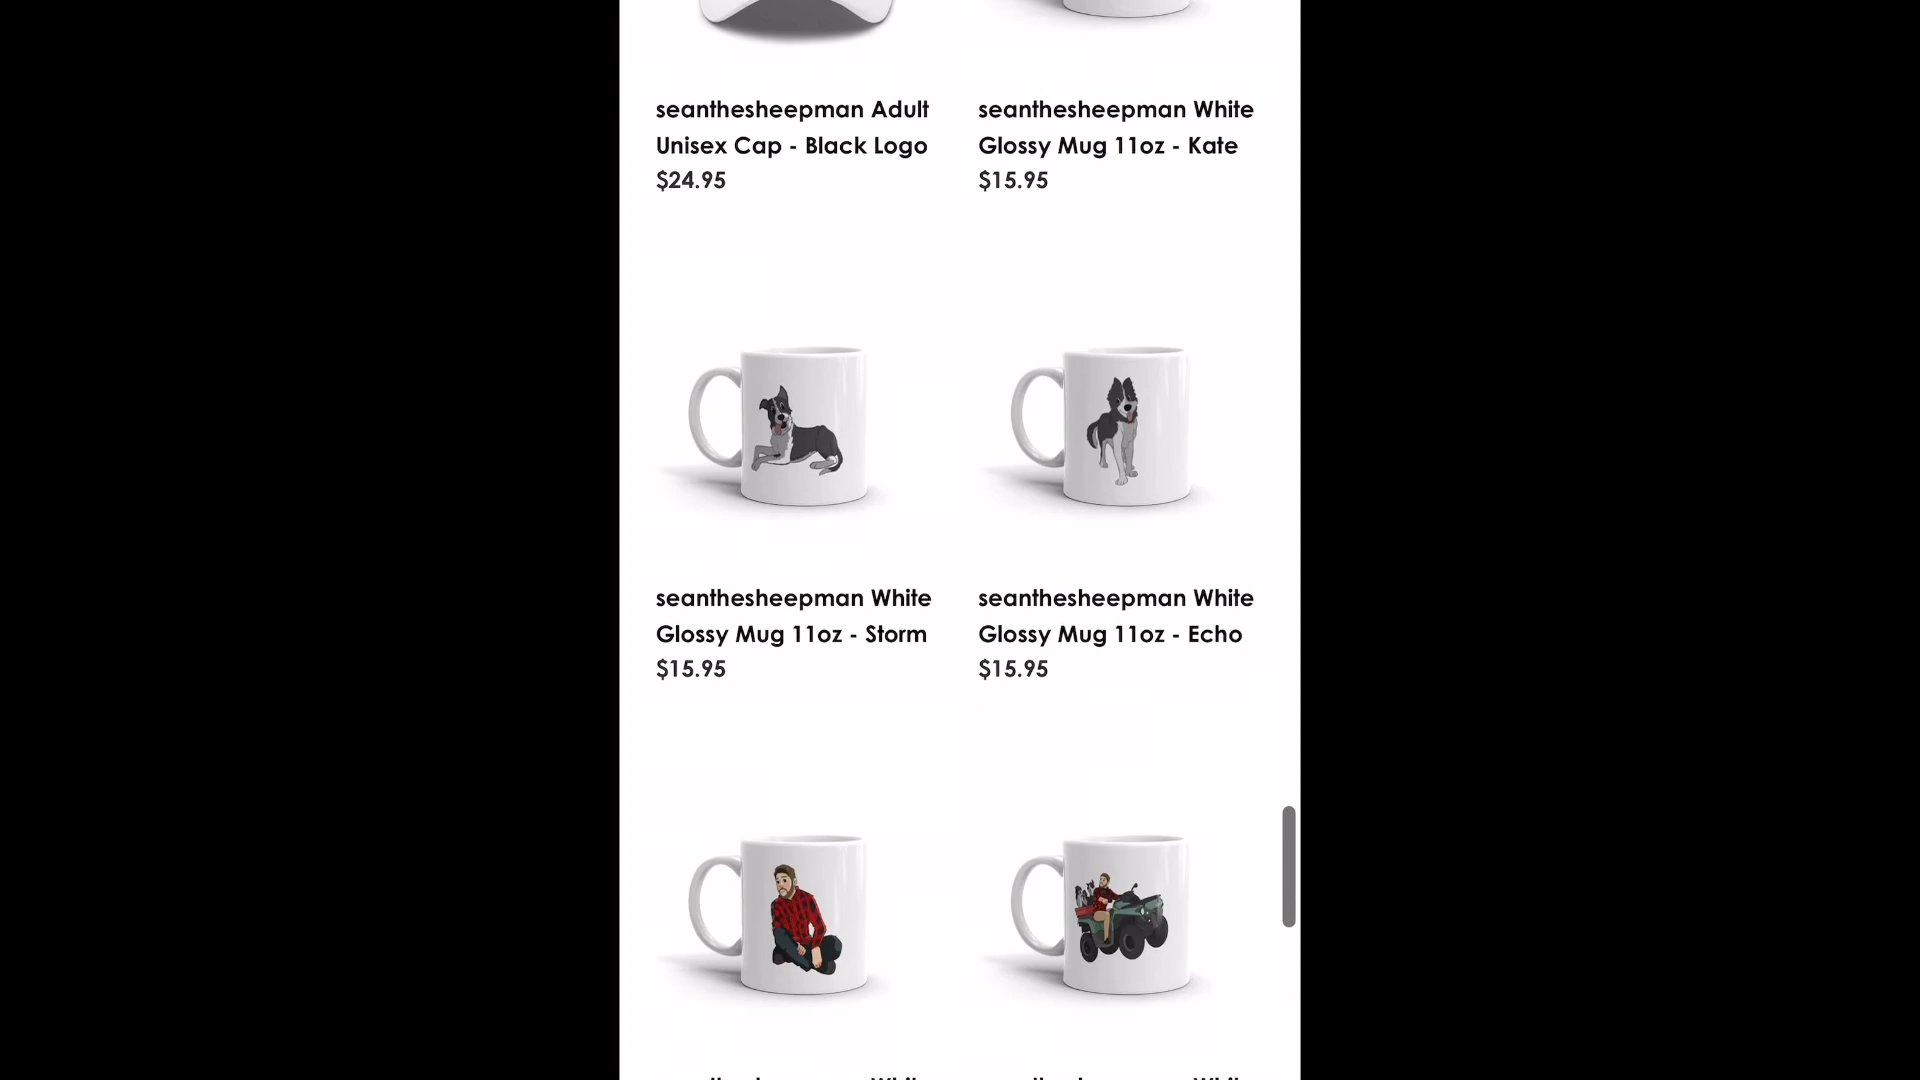 seanthesheepman Adult
Unisex Cap - Black Logo
$24.95
seanthesheepman White
Glossy Mug 11oz - Kate
$15.95
seanthesheepman White
Glossy Mug 11oz - Storm
$15.95
seanthesheepman White
Glossy Mug 11oz - Echo
$15.95